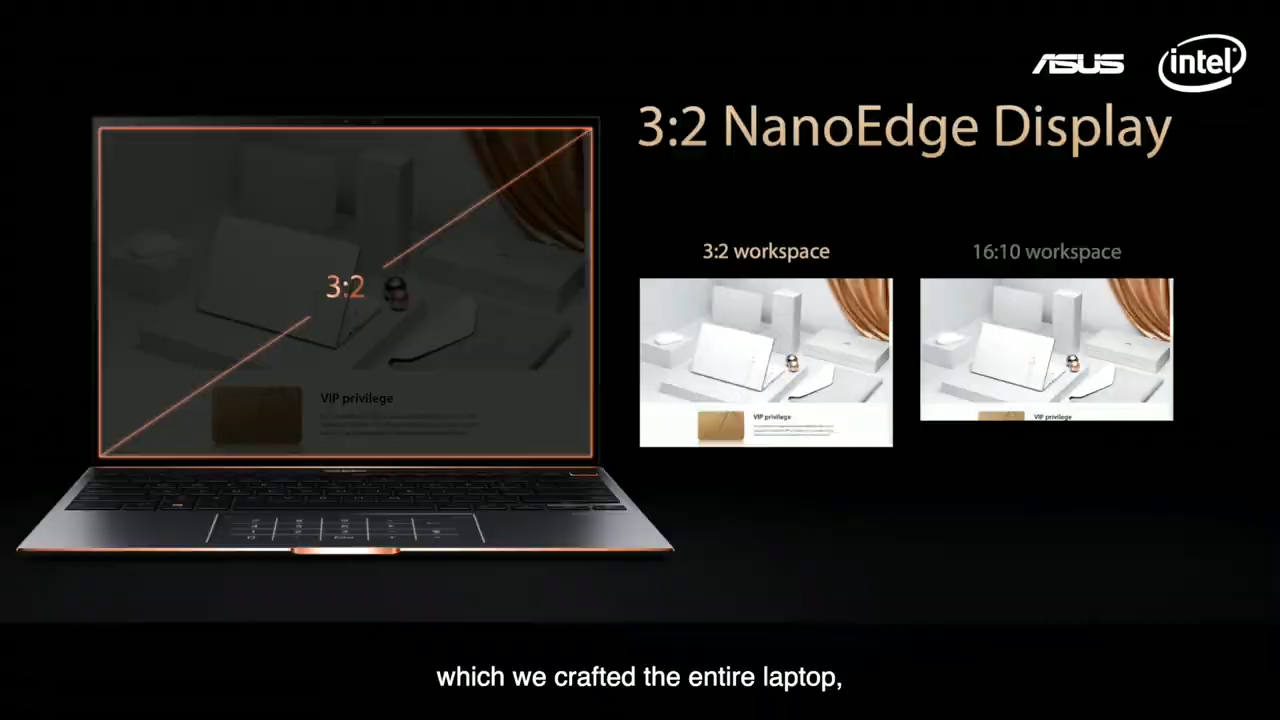 ASUS
intel
3:2 NanoEdge Display
3:2 workspace
16:10 workspace
3:2
VIP privilege
VIP privilege
VIP privilege
which we crafted the entire laptop,